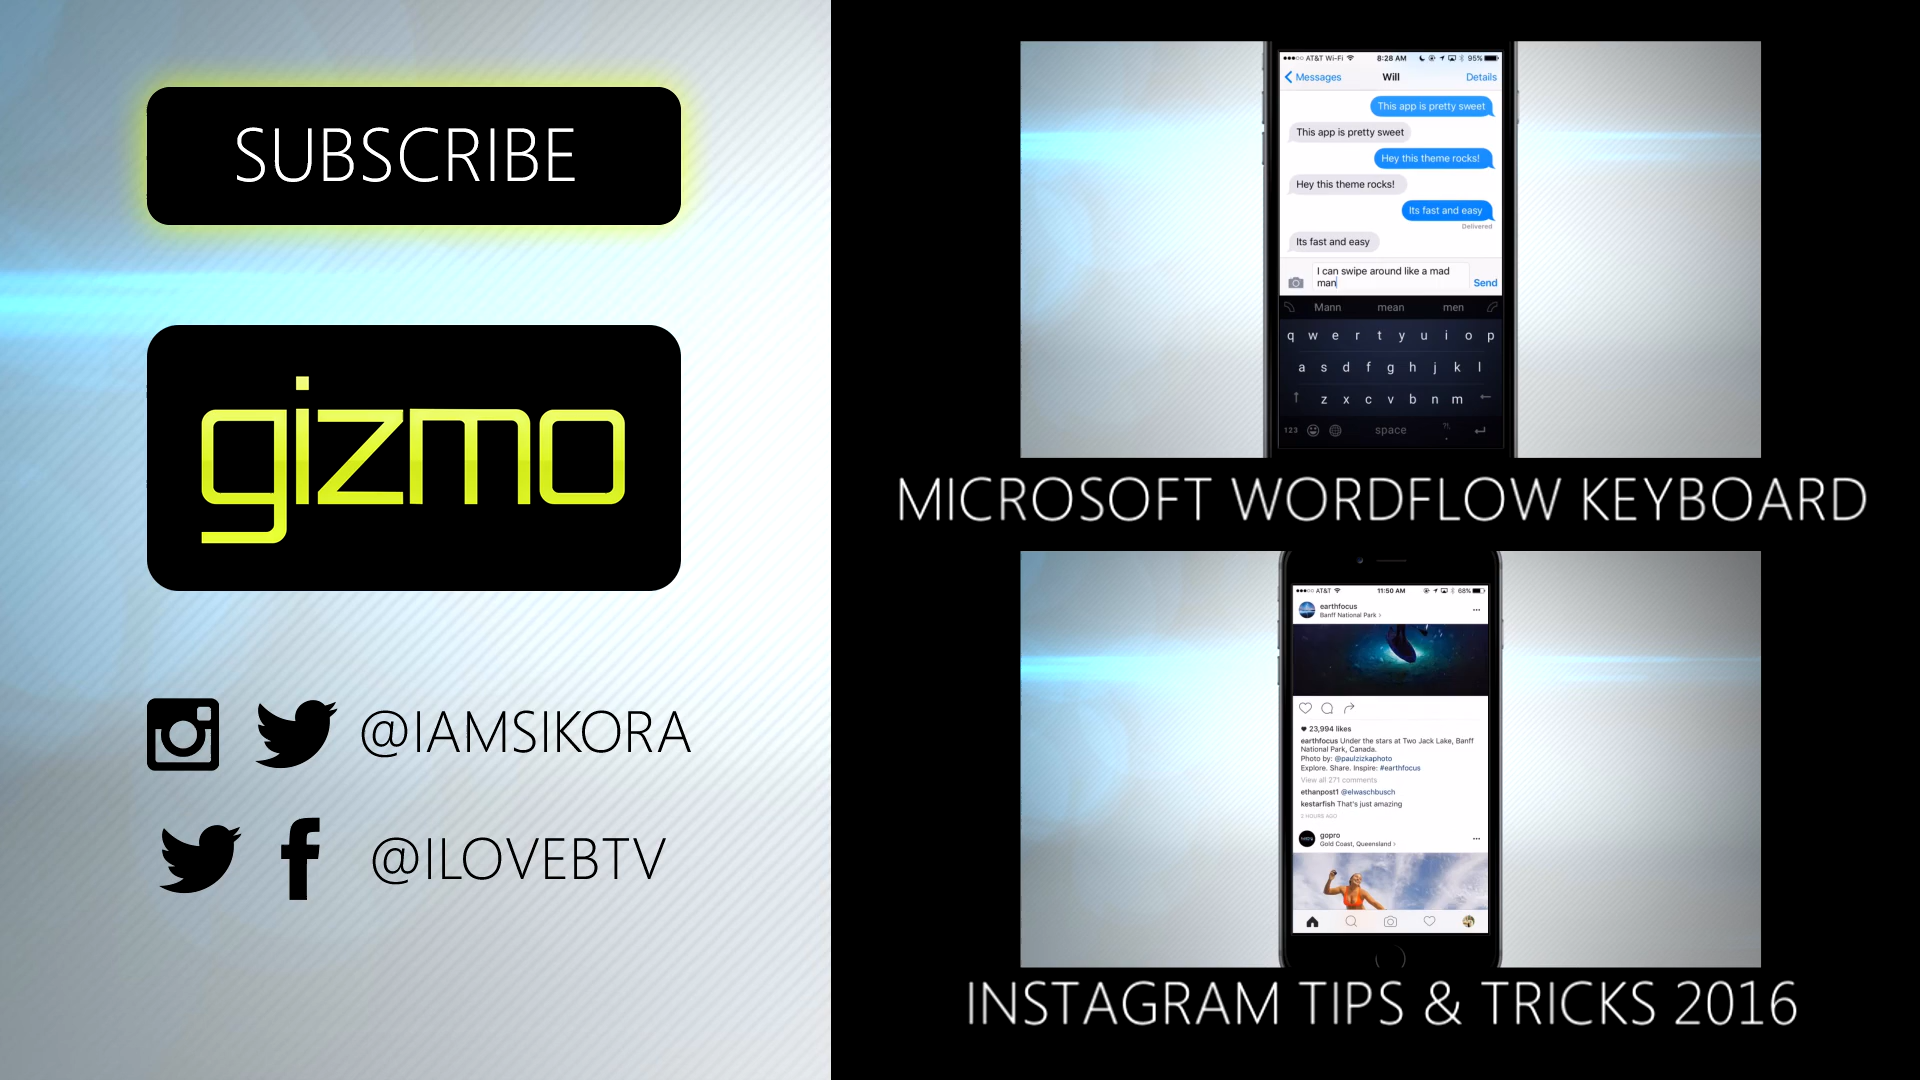 SUBSCRIBE
gizmo
@IAMSIKORA
@ILOVEBTV
AT&T Wi-Fi 8:28 AM 95%
Messages Will Details
This app is pretty sweet
This app is pretty sweet
Hey this theme rocks!
Hey this theme rocks!
Its fast and easy
Delivered
Its fast and easy
I can swipe around like a mad
man Send
Mann mean men
q w e r t y u i o p
a s d f g h j k l
z x c v b n m
123 space ?!,.
MICROSOFT WORDFLOW KEYBOARD
AT&T 11:50 AM 68%
earthfocus
Banff National Park
23,994 likes
earthfocus Under the stars at Two Jack Lake, Banff
National Park, Canada.
Photo by: @paulzizkaphoto
Explore. Share. Inspire: #earthfocus
View all 271 comments
ethanpost1 @elwaschbusch
kestarfish That's just amazing
2 HOURS AGO
gopro
Gold Coast, Queensland
INSTAGRAM TIPS & TRICKS 2016